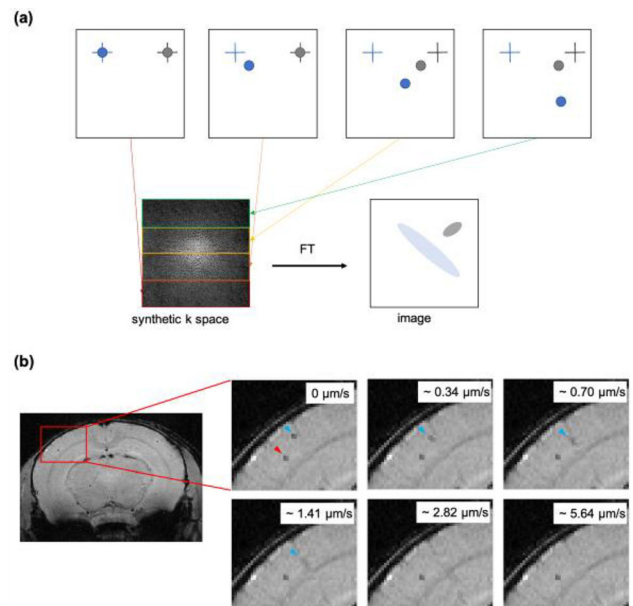 (a)
FT
synthetic k space
image
(b)
0 µm/s
~ 0.34 µm/s
~ 0.70 µm/s
~ 1.41 µm/s
~ 2.82 µm/s
~ 5.64 µm/s